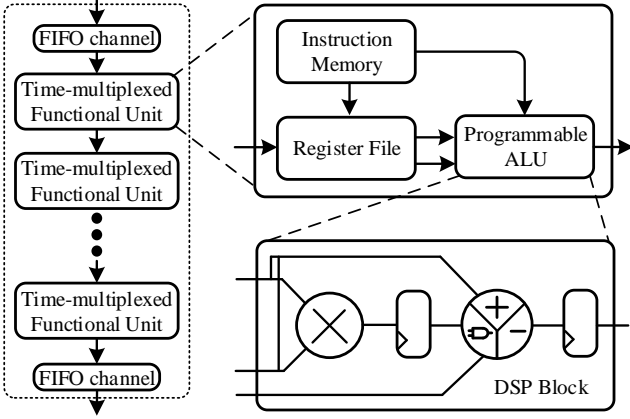 FIFO channel
Time-multiplexed
Functional Unit
Time-multiplexed
Functional Unit
Time-multiplexed
Functional Unit
FIFO channel
Instruction
Memory
Register File
Programmable
ALU
DSP Block